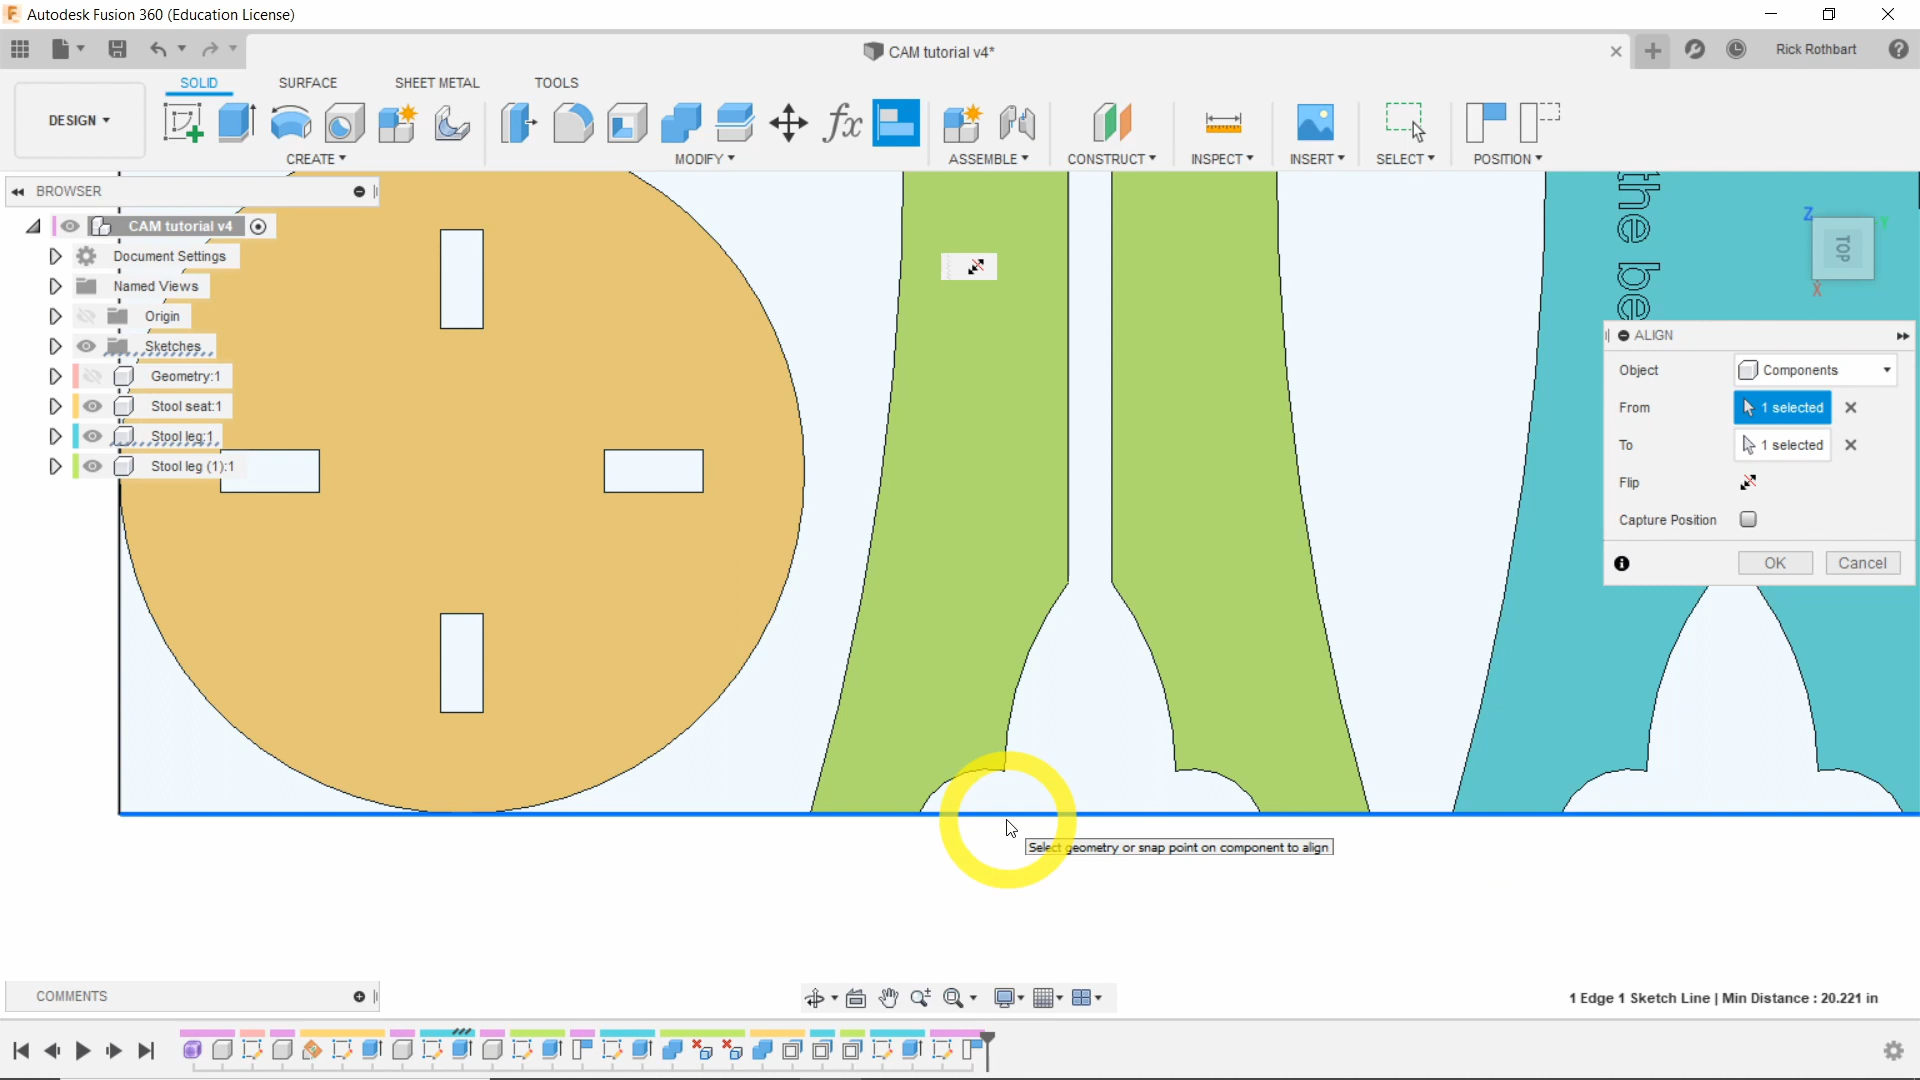 Autodesk Fusion 360 (Education License)
CAM tutorial v4*
Rick Rothbart
SOLID
SURFACE
SHEET METAL
TOOLS
DESIGN
CREATE
MODIFY
ASSEMBLE
CONSTRUCT
INSPECT
INSERT
SELECT
POSITION
BROWSER
CAM tutorial v4
Document Settings
Named Views
Origin
Sketches
Geometry:1
Stool seat:1
Stool leg:1
Stool leg (1):1
the be
Z
Y
TOP
X
ALIGN
Object
Components
From
1 selected
To
1 selected
Flip
Capture Position
OK
Cancel
Select geometry or snap point on component to align
COMMENTS
1 Edge 1 Sketch Line | Min Distance : 20.221 in